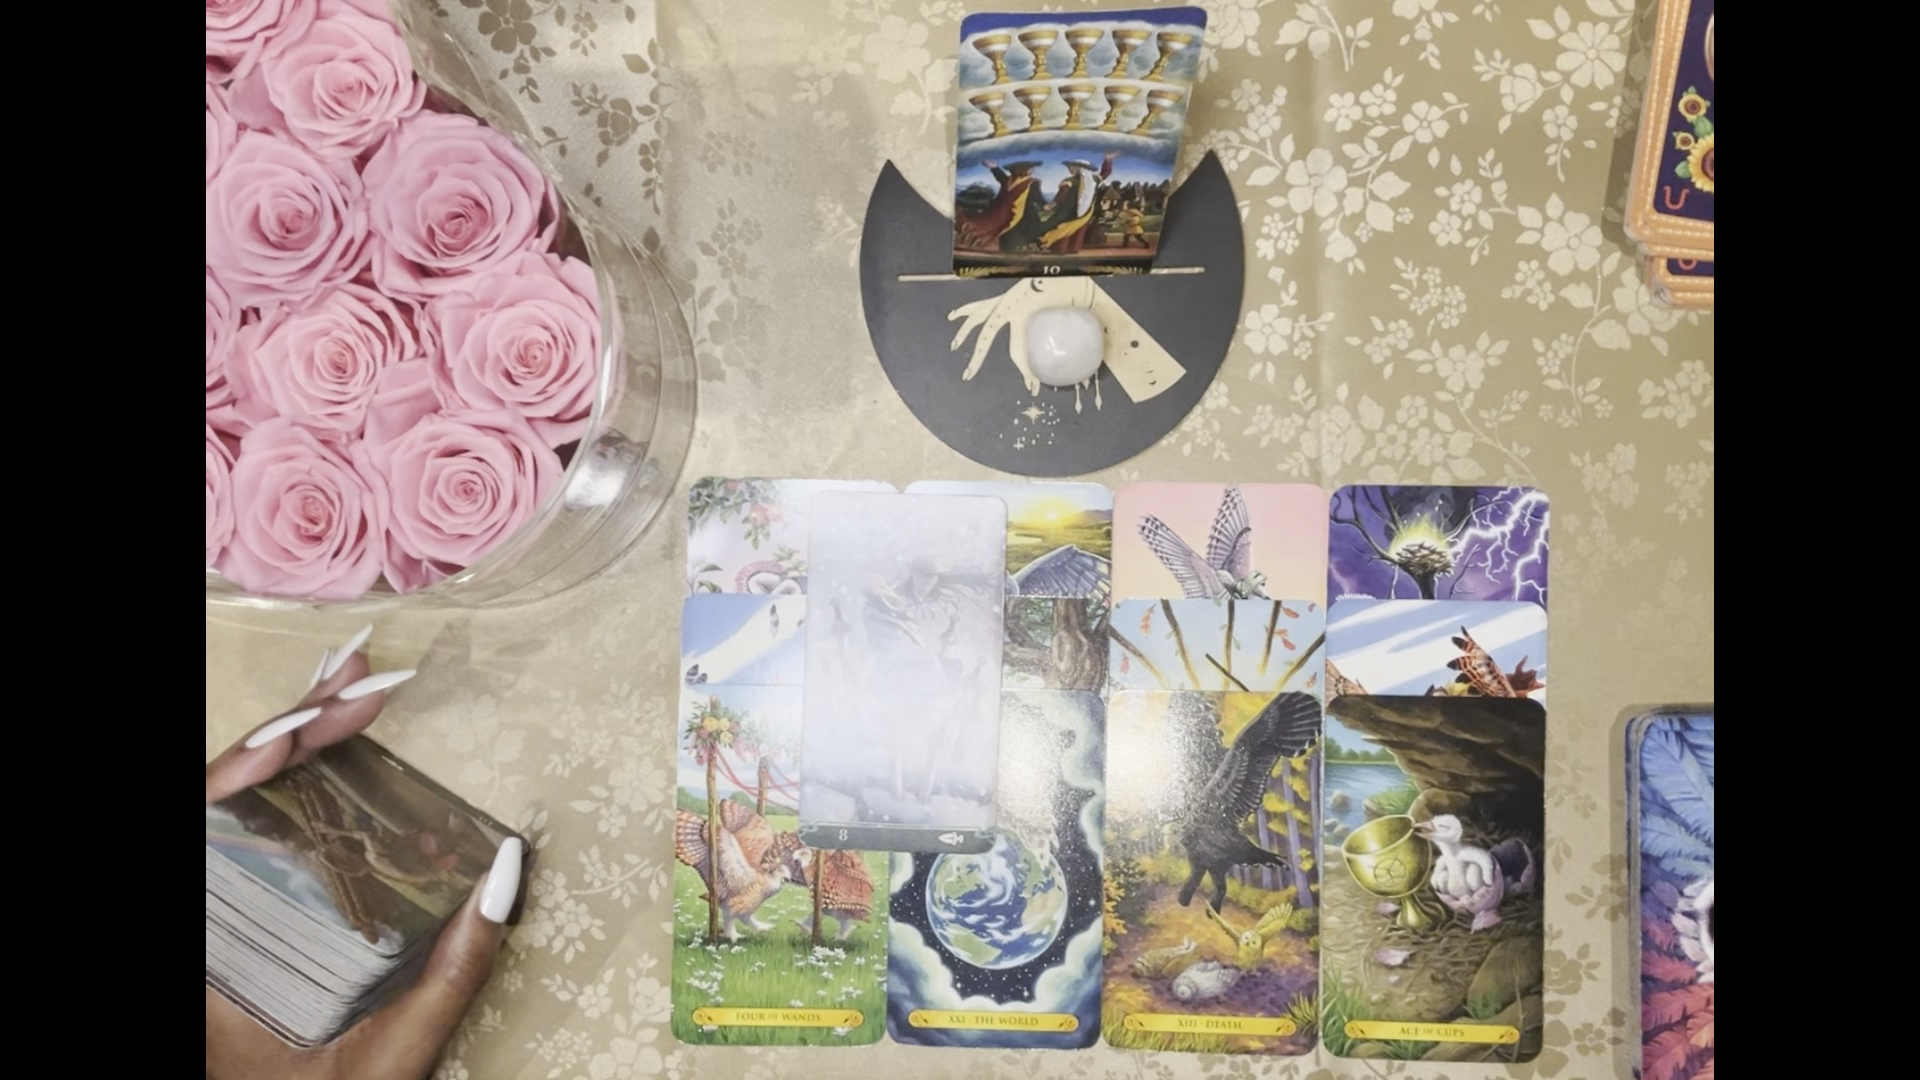 10
8
FOUR OF WANDS
XXI - THE WORLD
XIII - DEATH
ACE OF CUPS